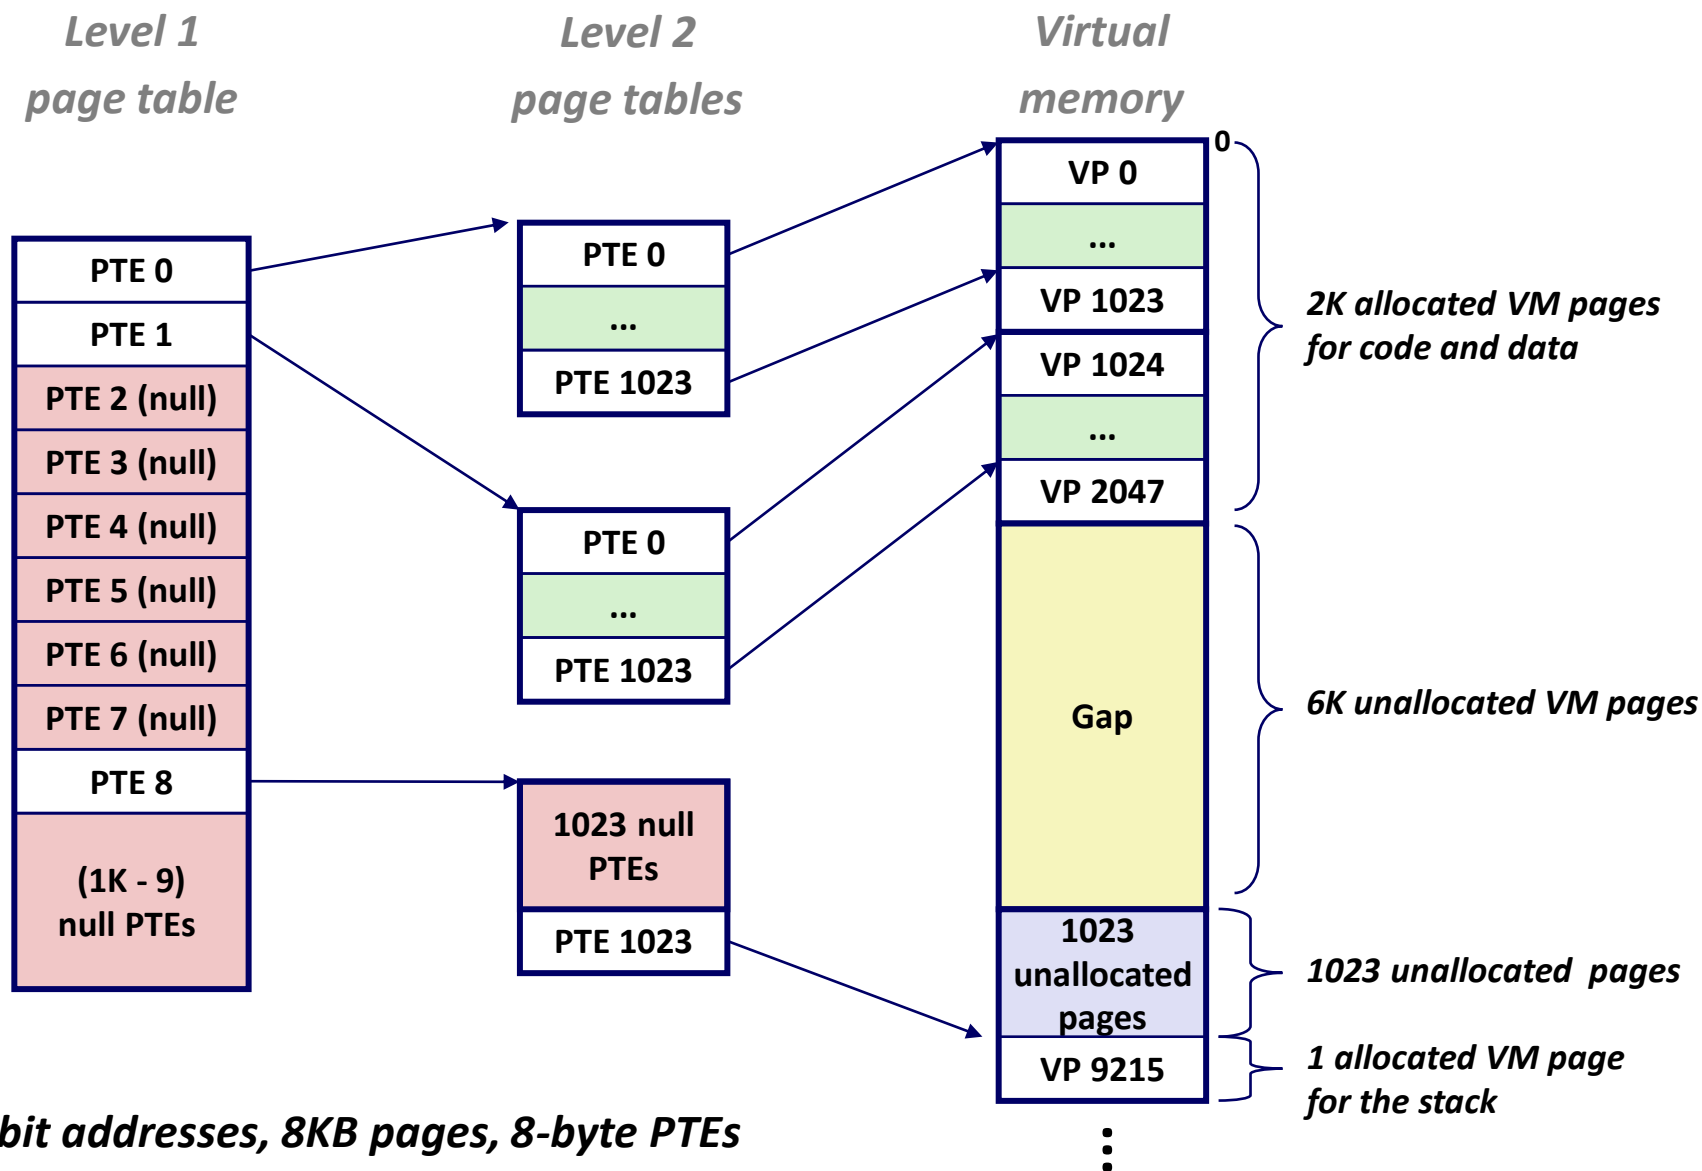 Level 1
page table
Level 2
page tables
Virtual
memory
PTE 0
PTE 1
PTE 2 (null)
PTE 3 (null)
PTE 4 (null)
PTE 5 (null)
PTE 6 (null)
PTE 7 (null)
PTE 8
(1K - 9)
null PTEs
PTE 0
...
PTE 1023
PTE 0
...
PTE 1023
1023 null
PTEs
PTE 1023
0
VP 0
...
VP 1023
VP 1024
...
VP 2047
Gap
1023
unallocated
pages
VP 9215
2K allocated VM pages
for code and data
6K unallocated VM pages
1023 unallocated pages
1 allocated VM page
for the stack
bit addresses, 8KB pages, 8-byte PTEs